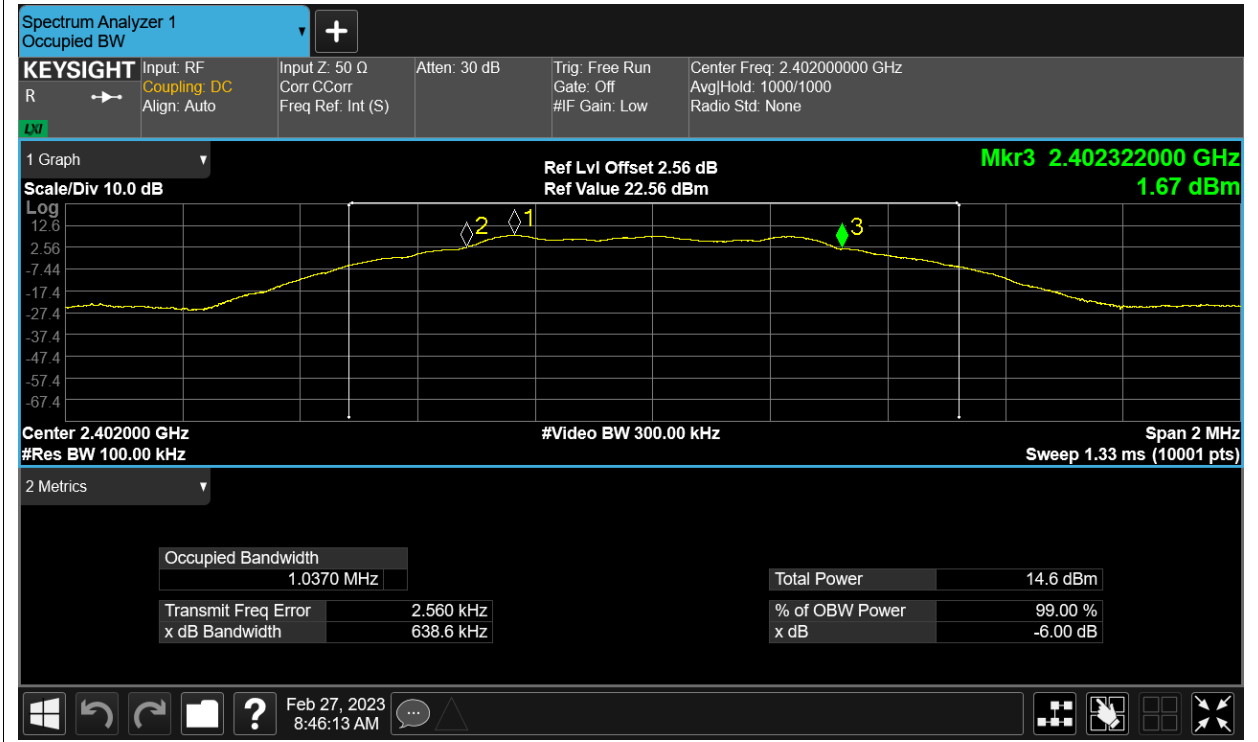 Spectrum Analyzer 1
Occupied BW
KEYSIGHT
R
LXI
Input: RF
Coupling: DC
Align: Auto
Input Z: 50 Ω
Corr CCorr
Freq Ref: Int (S)
Atten: 30 dB
Trig: Free Run
Gate: Off
#IF Gain: Low
Center Freq: 2.402000000 GHz
Avg|Hold: 1000/1000
Radio Std: None
1 Graph
Scale/Div 10.0 dB
Ref Lvl Offset 2.56 dB
Ref Value 22.56 dBm
Mkr3 2.402322000 GHz
1.67 dBm
Log
12.6
2.56
-7.44
-17.4
-27.4
-37.4
-47.4
-57.4
-67.4
2
1
3
Center 2.402000 GHz
#Res BW 100.00 kHz
#Video BW 300.00 kHz
Span 2 MHz
Sweep 1.33 ms (10001 pts)
2 Metrics
Occupied Bandwidth
1.0370 MHz
Transmit Freq Error 2.560 kHz
x dB Bandwidth 638.6 kHz
Total Power 14.6 dBm
% of OBW Power 99.00 %
x dB -6.00 dB
?
Feb 27, 2023
8:46:13 AM